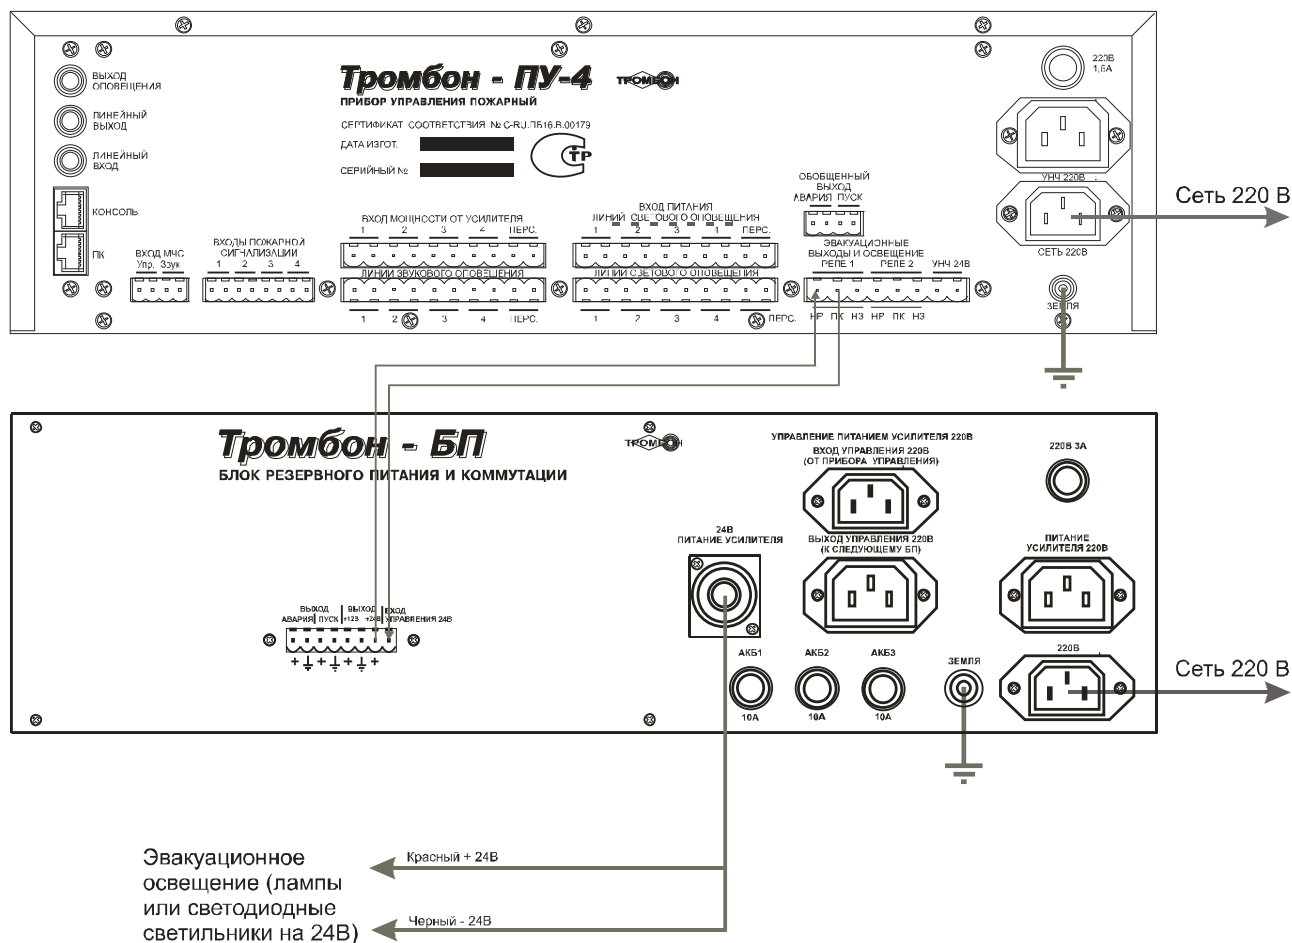 Тромбон - ПУ-4
ТРОМБОН
ПРИБОР УПРАВЛЕНИЯ ПОЖАРНЫЙ
СЕРТИФИКАТ СООТВЕТСТВИЯ № C-RU.ПБ16.В.00179
ДАТА ИЗГОТ.
СЕРИЙНЫЙ №
ВЫХОД
ОПОВЕЩЕНИЯ
ЛИНЕЙНЫЙ
ВЫХОД
ЛИНЕЙНЫЙ
ВХОД
КОНСОЛЬ
ПК
ВХОД МЧС
Упр. Звук
ВХОДЫ ПОЖАРНОЙ
СИГНАЛИЗАЦИИ
1 2 3 4
ВХОД МОЩНОСТИ ОТ УСИЛИТЕЛЯ
1 2 3 4 ПЕРС.
ЛИНИИ ЗВУКОВОГО ОПОВЕЩЕНИЯ
1 2 3 4 ПЕРС.
ВХОД ПИТАНИЯ
ЛИНИЙ СВЕТОВОГО ОПОВЕЩЕНИЯ
1 2 3 4 ПЕРС.
ЛИНИИ СВЕТОВОГО ОПОВЕЩЕНИЯ
1 2 3 4 ПЕРС.
ОБОБЩЕННЫЙ
ВЫХОД
АВАРИЯ ПУСК
ЭВАКУАЦИОННЫЕ
ВЫХОДЫ И ОСВЕЩЕНИЕ
РЕЛЕ 1 РЕЛЕ 2 УНЧ 24В
НР ПК НЗ НР ПК НЗ
220В
1,6А
УНЧ 220В
СЕТЬ 220В
ЗЕМЛЯ
Сеть 220 В
Тромбон - БП
ТРОМБОН
БЛОК РЕЗЕРВНОГО ПИТАНИЯ И КОММУТАЦИИ
УПРАВЛЕНИЕ ПИТАНИЕМ УСИЛИТЕЛЯ 220В
ВХОД УПРАВЛЕНИЯ 220В
(ОТ ПРИБОРА УПРАВЛЕНИЯ)
220В 3А
24В
ПИТАНИЕ УСИЛИТЕЛЯ
ВЫХОД УПРАВЛЕНИЯ 220В
(К СЛЕДУЮЩЕМУ БП)
ПИТАНИЕ
УСИЛИТЕЛЯ 220В
ВЫХОД ВЫХОД ВХОД
АВАРИЯ ПУСК +12В +24В УПРАВЛЕНИЯ 24В
+ + + +
АКБ1 АКБ2 АКБ3
10А 10А 10А
ЗЕМЛЯ
220В
Сеть 220 В
Эвакуационное
освещение (лампы
или светодиодные
светильники на 24В)
Красный + 24В
Черный - 24В